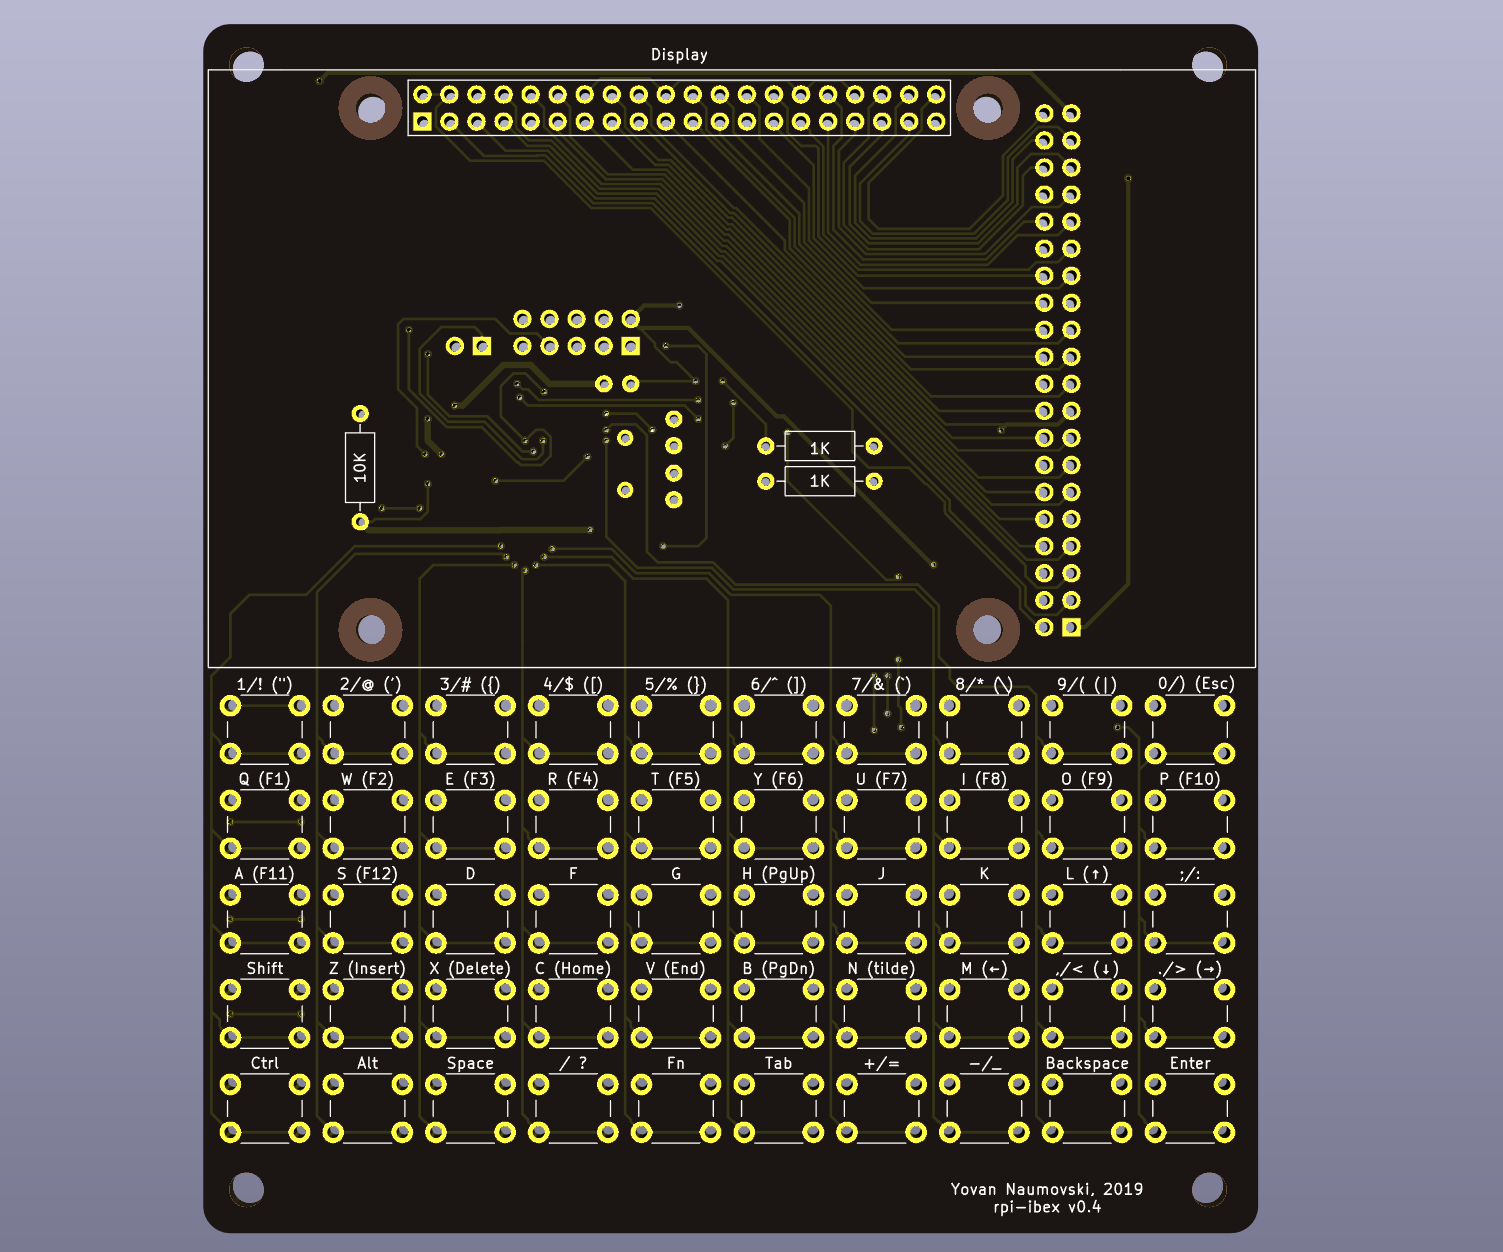 Display
10K
1K
1K
1/! (")
2/@ (')
3/# ({)
4/$ ([)
5/% (})
6/^ (])
7/& (`)
8/* (\)
9/( (|)
0/) (Esc)
Q (F1)
W (F2)
E (F3)
R (F4)
T (F5)
Y (F6)
U (F7)
I (F8)
O (F9)
P (F10)
A (F11)
S (F12)
D
F
G
H (PgUp)
J
K
L (↑)
;/:
Shift
Z (Insert)
X (Delete)
C (Home)
V (End)
B (PgDn)
N (tilde)
M (←)
,/< (↓)
./> (→)
Ctrl
Alt
Space
/ ?
Fn
Tab
+/=
-/_
Backspace
Enter
Yovan Naumovski, 2019
rpi-ibex v0.4